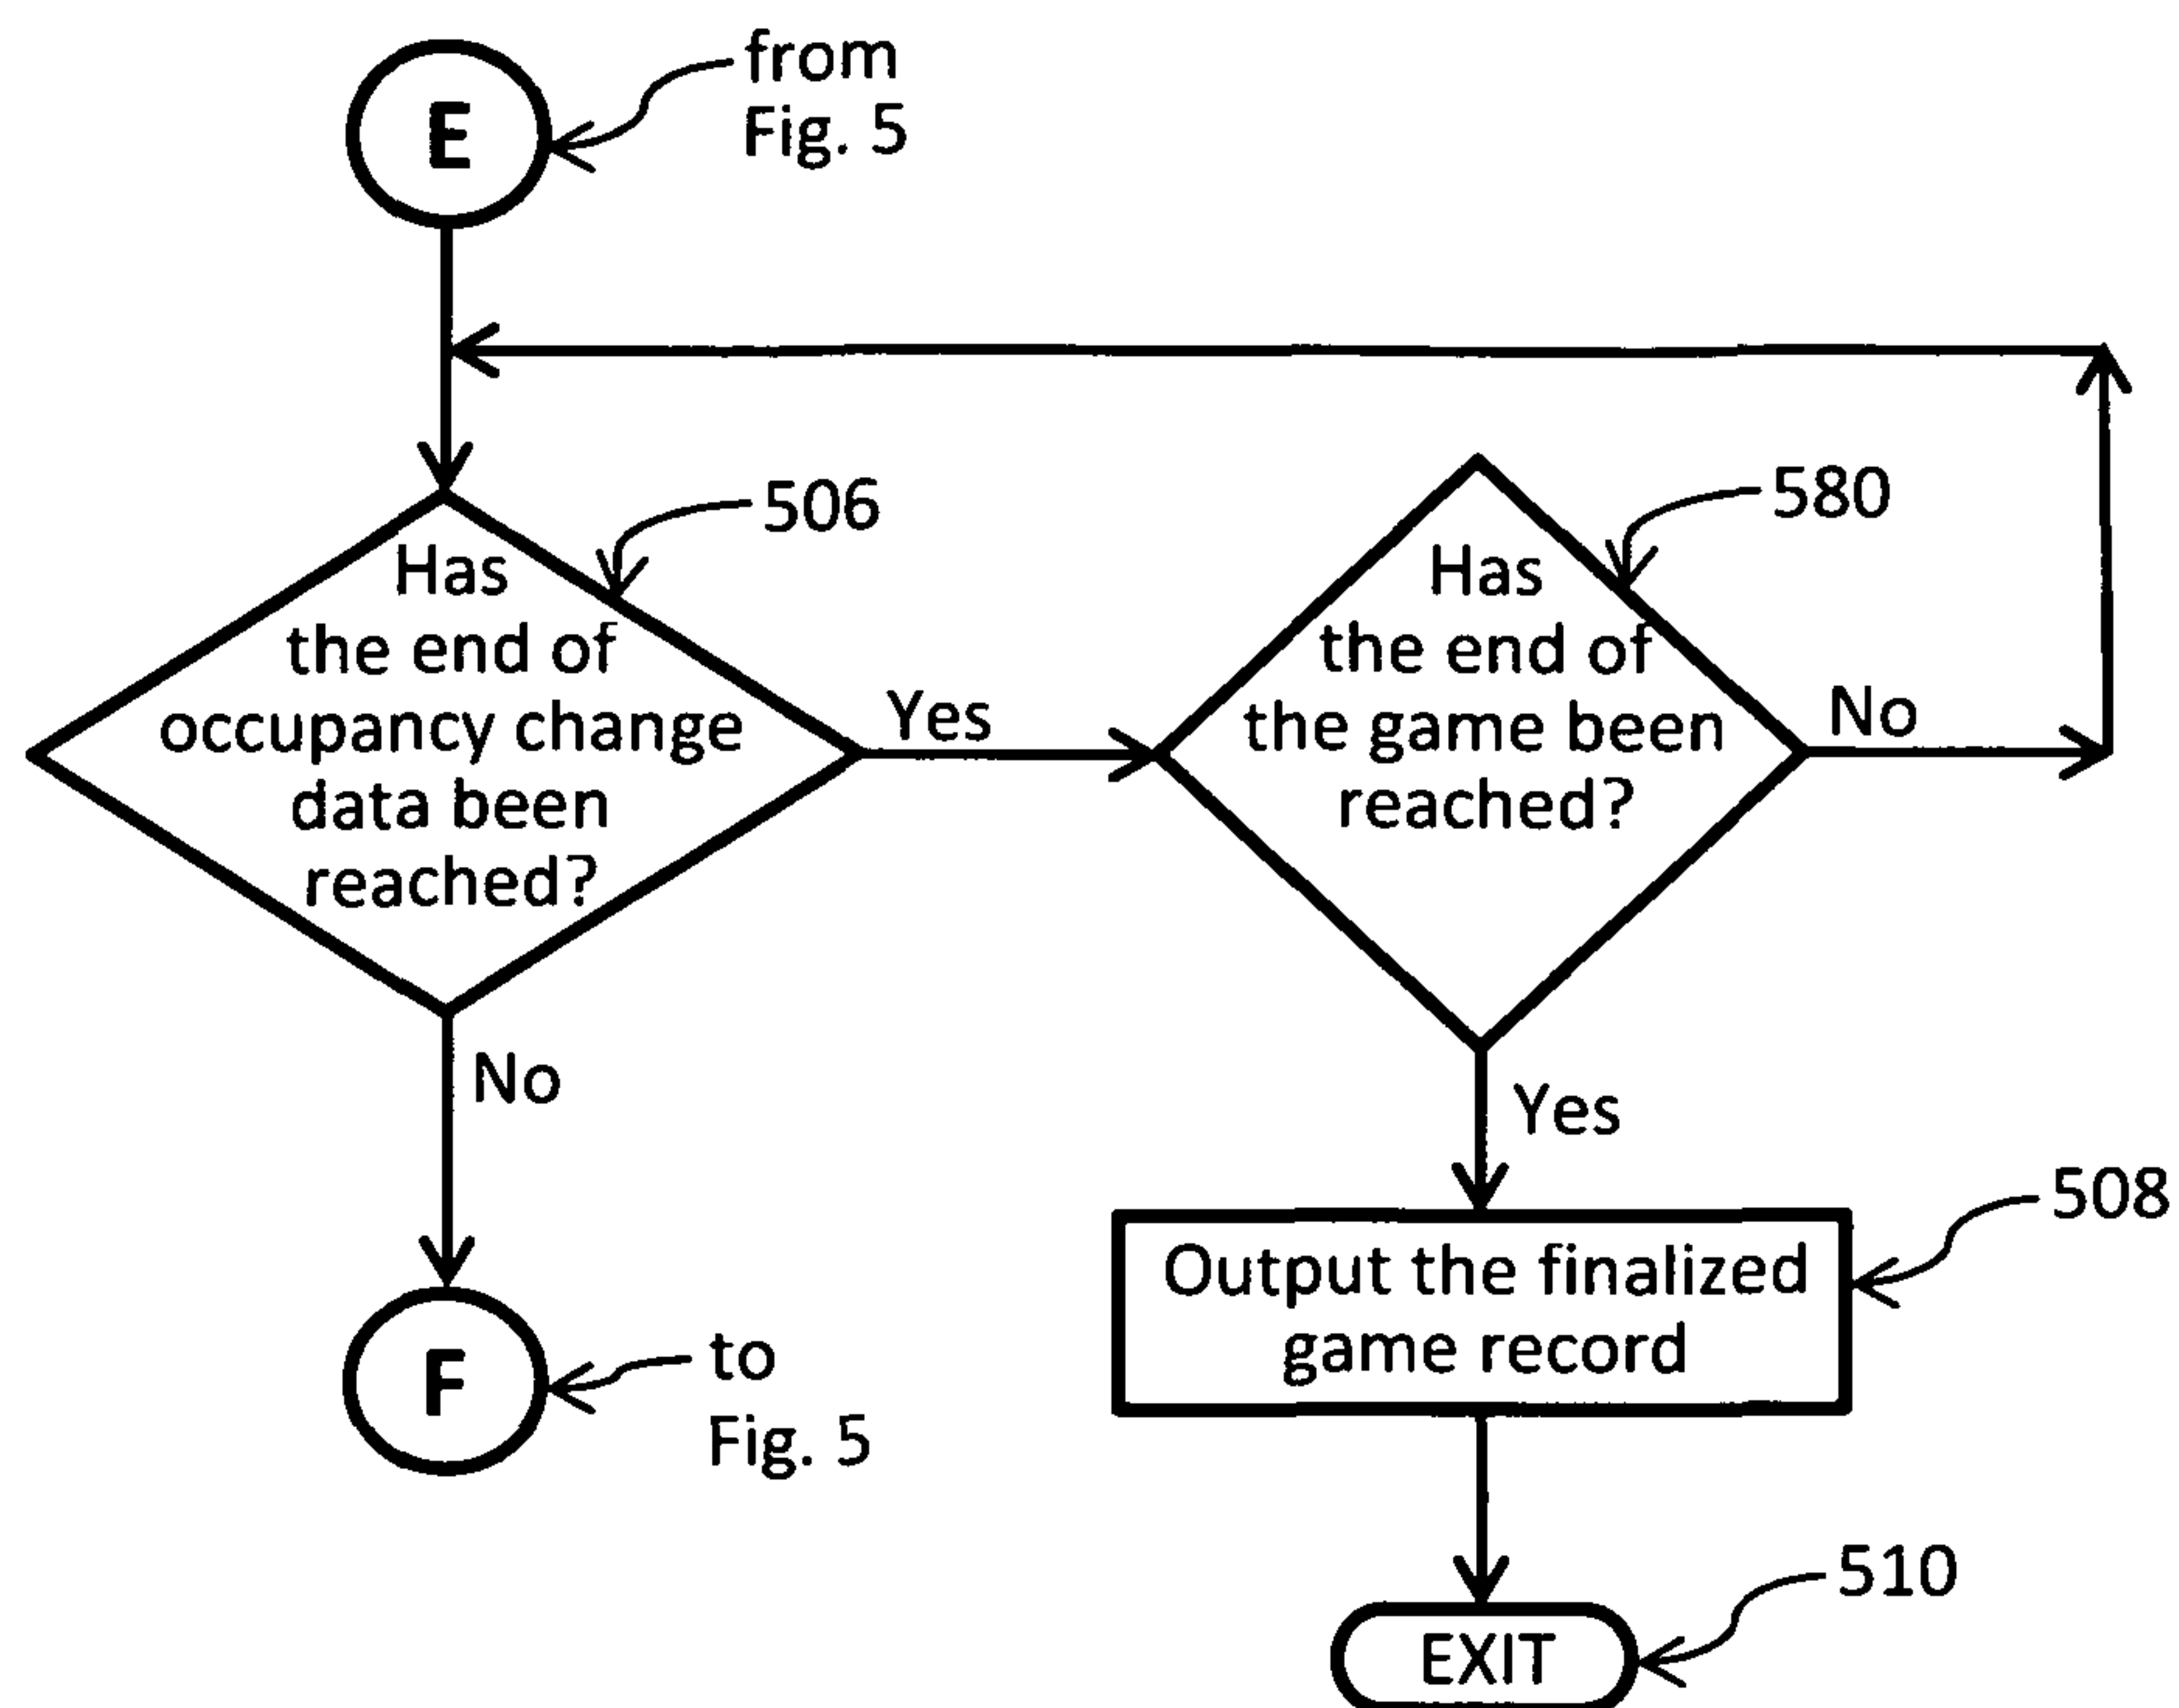 E
from
Fig. 5
506
Has
the end of
occupancy change
data been
reached?
Yes
580
Has
the end of
the game been
reached?
No
No
Yes
F
to
Fig. 5
508
Output the finalized
game record
510
EXIT